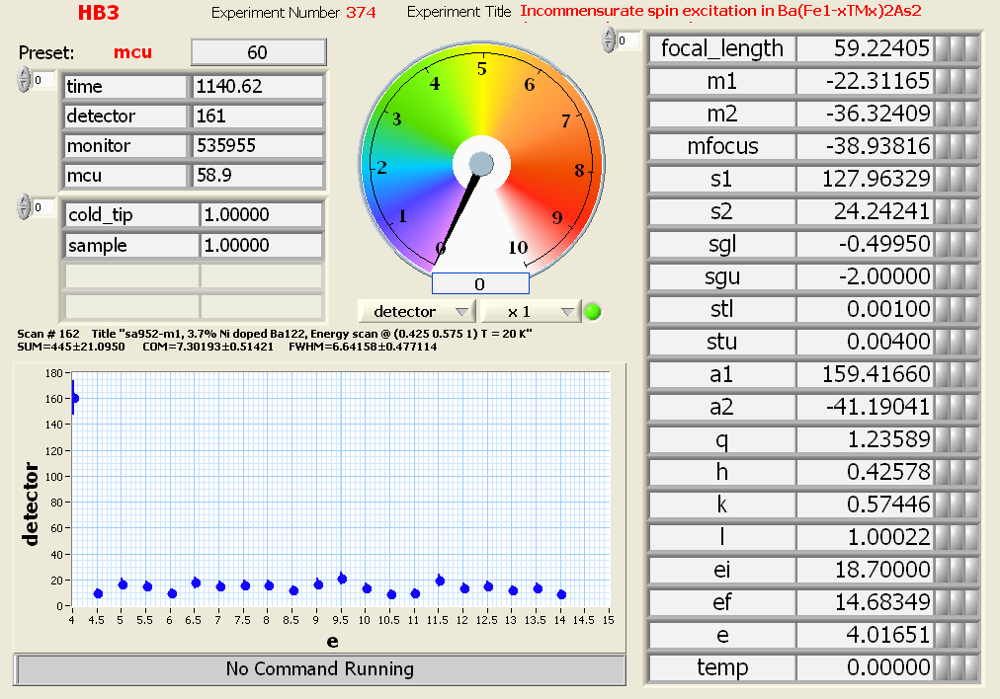 HB3 Experiment Number 374 Experiment Title Incommensurate spin excitation in Ba(Fe1-xTMx)2As2
Preset: mcu 60
0
time 1140.62
detector 161
monitor 535955
mcu 58.9
0
cold_tip 1.00000
sample 1.00000
0 1 2 3 4 5 6 7 8 9 10
0
detector x 1
0
focal_length 59.22405
m1 -22.31165
m2 -36.32409
mfocus -38.93816
s1 127.96329
s2 24.24241
sgl -0.49950
sgu -2.00000
stl 0.00100
stu 0.00400
a1 159.41660
a2 -41.19041
q 1.23589
h 0.42578
k 0.57446
l 1.00022
ei 18.70000
ef 14.68349
e 4.01651
temp 0.00000
Scan # 162 Title "sa952-m1, 3.7% Ni doped Ba122, Energy scan @ (0.425 0.575 1) T = 20 K"
SUM=445±21.0950 COM=7.30193±0.51421 FWHM=6.64158±0.477114
detector
180
160
140
120
100
80
60
40
20
0
4 4.5 5 5.5 6 6.5 7 7.5 8 8.5 9 9.5 10 10.5 11 11.5 12 12.5 13 13.5 14 14.5 15
e
No Command Running